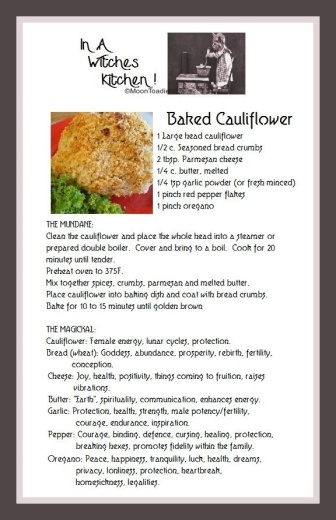 In A
Witches
Kitchen !
©MoonToadie
Baked Cauliflower
1 Large head cauliflower
1/2 c. Seasoned bread crumbs
2 tbsp. Parmesan cheese
1/4 c. butter, melted
1/4 tsp garlic powder (or fresh minced)
1 pinch red pepper flakes
1 pinch oregano
THE MUNDANE:
Clean the cauliflower and place the whole head into a steamer or
prepared double boiler. Cover and bring to a boil. Cook for 20
minutes until tender.
Preheat oven to 375F.
Mix together spices, crumbs, parmesan and melted butter.
Place cauliflower into baking dish and coat with bread crumbs.
Bake for 10 to 15 minutes until golden brown
THE MAGICKAL:
Cauliflower: Female energy, lunar cycles, protection.
Bread (wheat): Goddess, abundance, prosperity, rebirth, fertility,
conception.
Cheese: Joy, health, positivity, things coming to fruition, raises
vibrations.
Butter: "Earth", spirituality, communication, enhances energy.
Garlic: Protection, health, strength, male potency/fertility,
courage, endurance, inspiration.
Pepper: Courage, binding, defence, cursing, healing, protection,
breaking hexes, promotes fidelity within the family.
Oregano: Peace, happiness, tranquility, luck, health, dreams,
privacy, lonliness, protection, heartbreak,
homesickness, legalities.